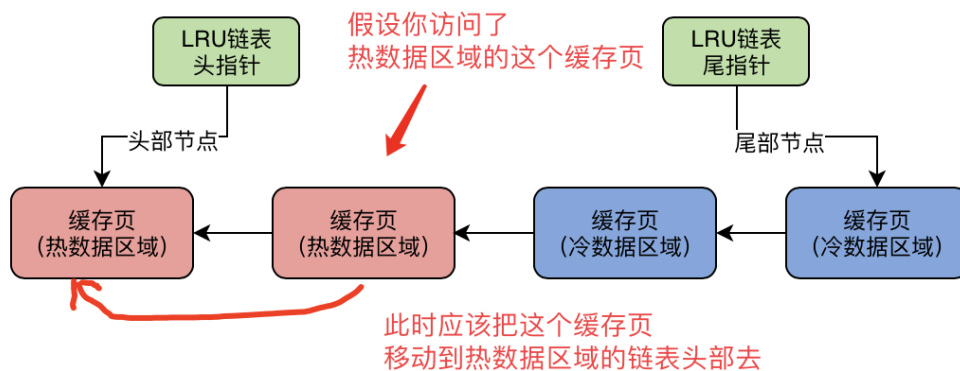 LRU链表
头指针
假设你访问了
热数据区域的这个缓存页
LRU链表
尾指针
头部节点
尾部节点
缓存页
（热数据区域）
缓存页
（热数据区域）
缓存页
（冷数据区域）
缓存页
（冷数据区域）
此时应该把这个缓存页
移动到热数据区域的链表头部去